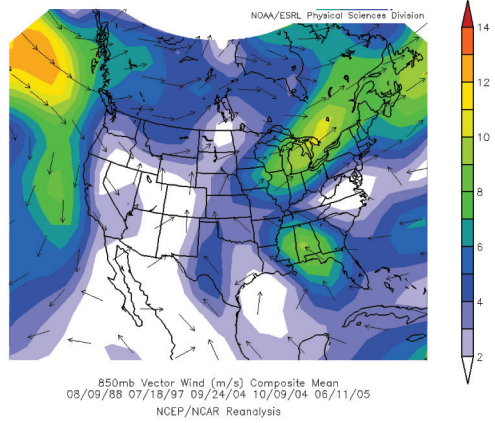 NOAA/ESRL Physical Sciences Division
14
12
10
8
6
4
2
850mb Vector Wind (m/s) Composite Mean
08/09/88 07/18/97 09/24/04 10/09/04 06/11/05
NCEP/NCAR Reanalysis